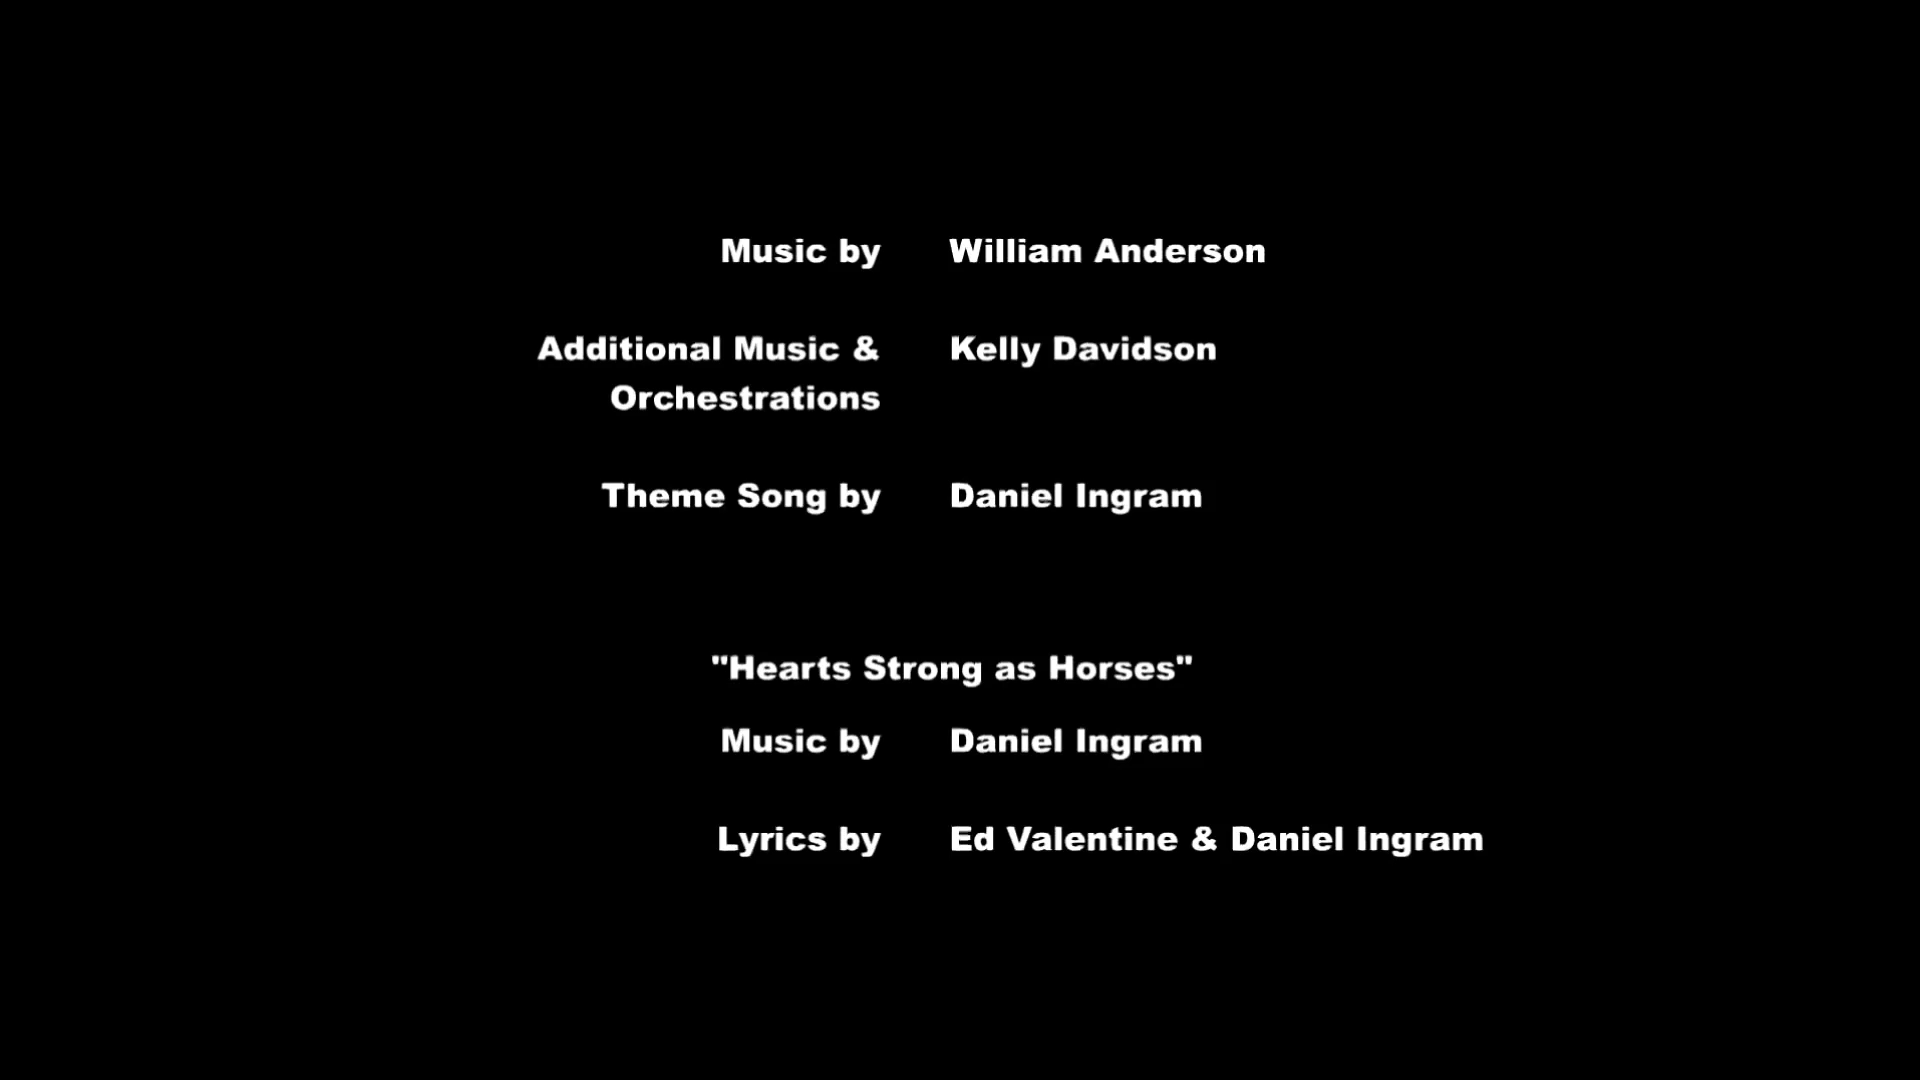 Music by William Anderson
Additional Music & Kelly Davidson
Orchestrations
Theme Song by Daniel Ingram
"Hearts Strong as Horses"
Music by Daniel Ingram
Lyrics by Ed Valentine & Daniel Ingram